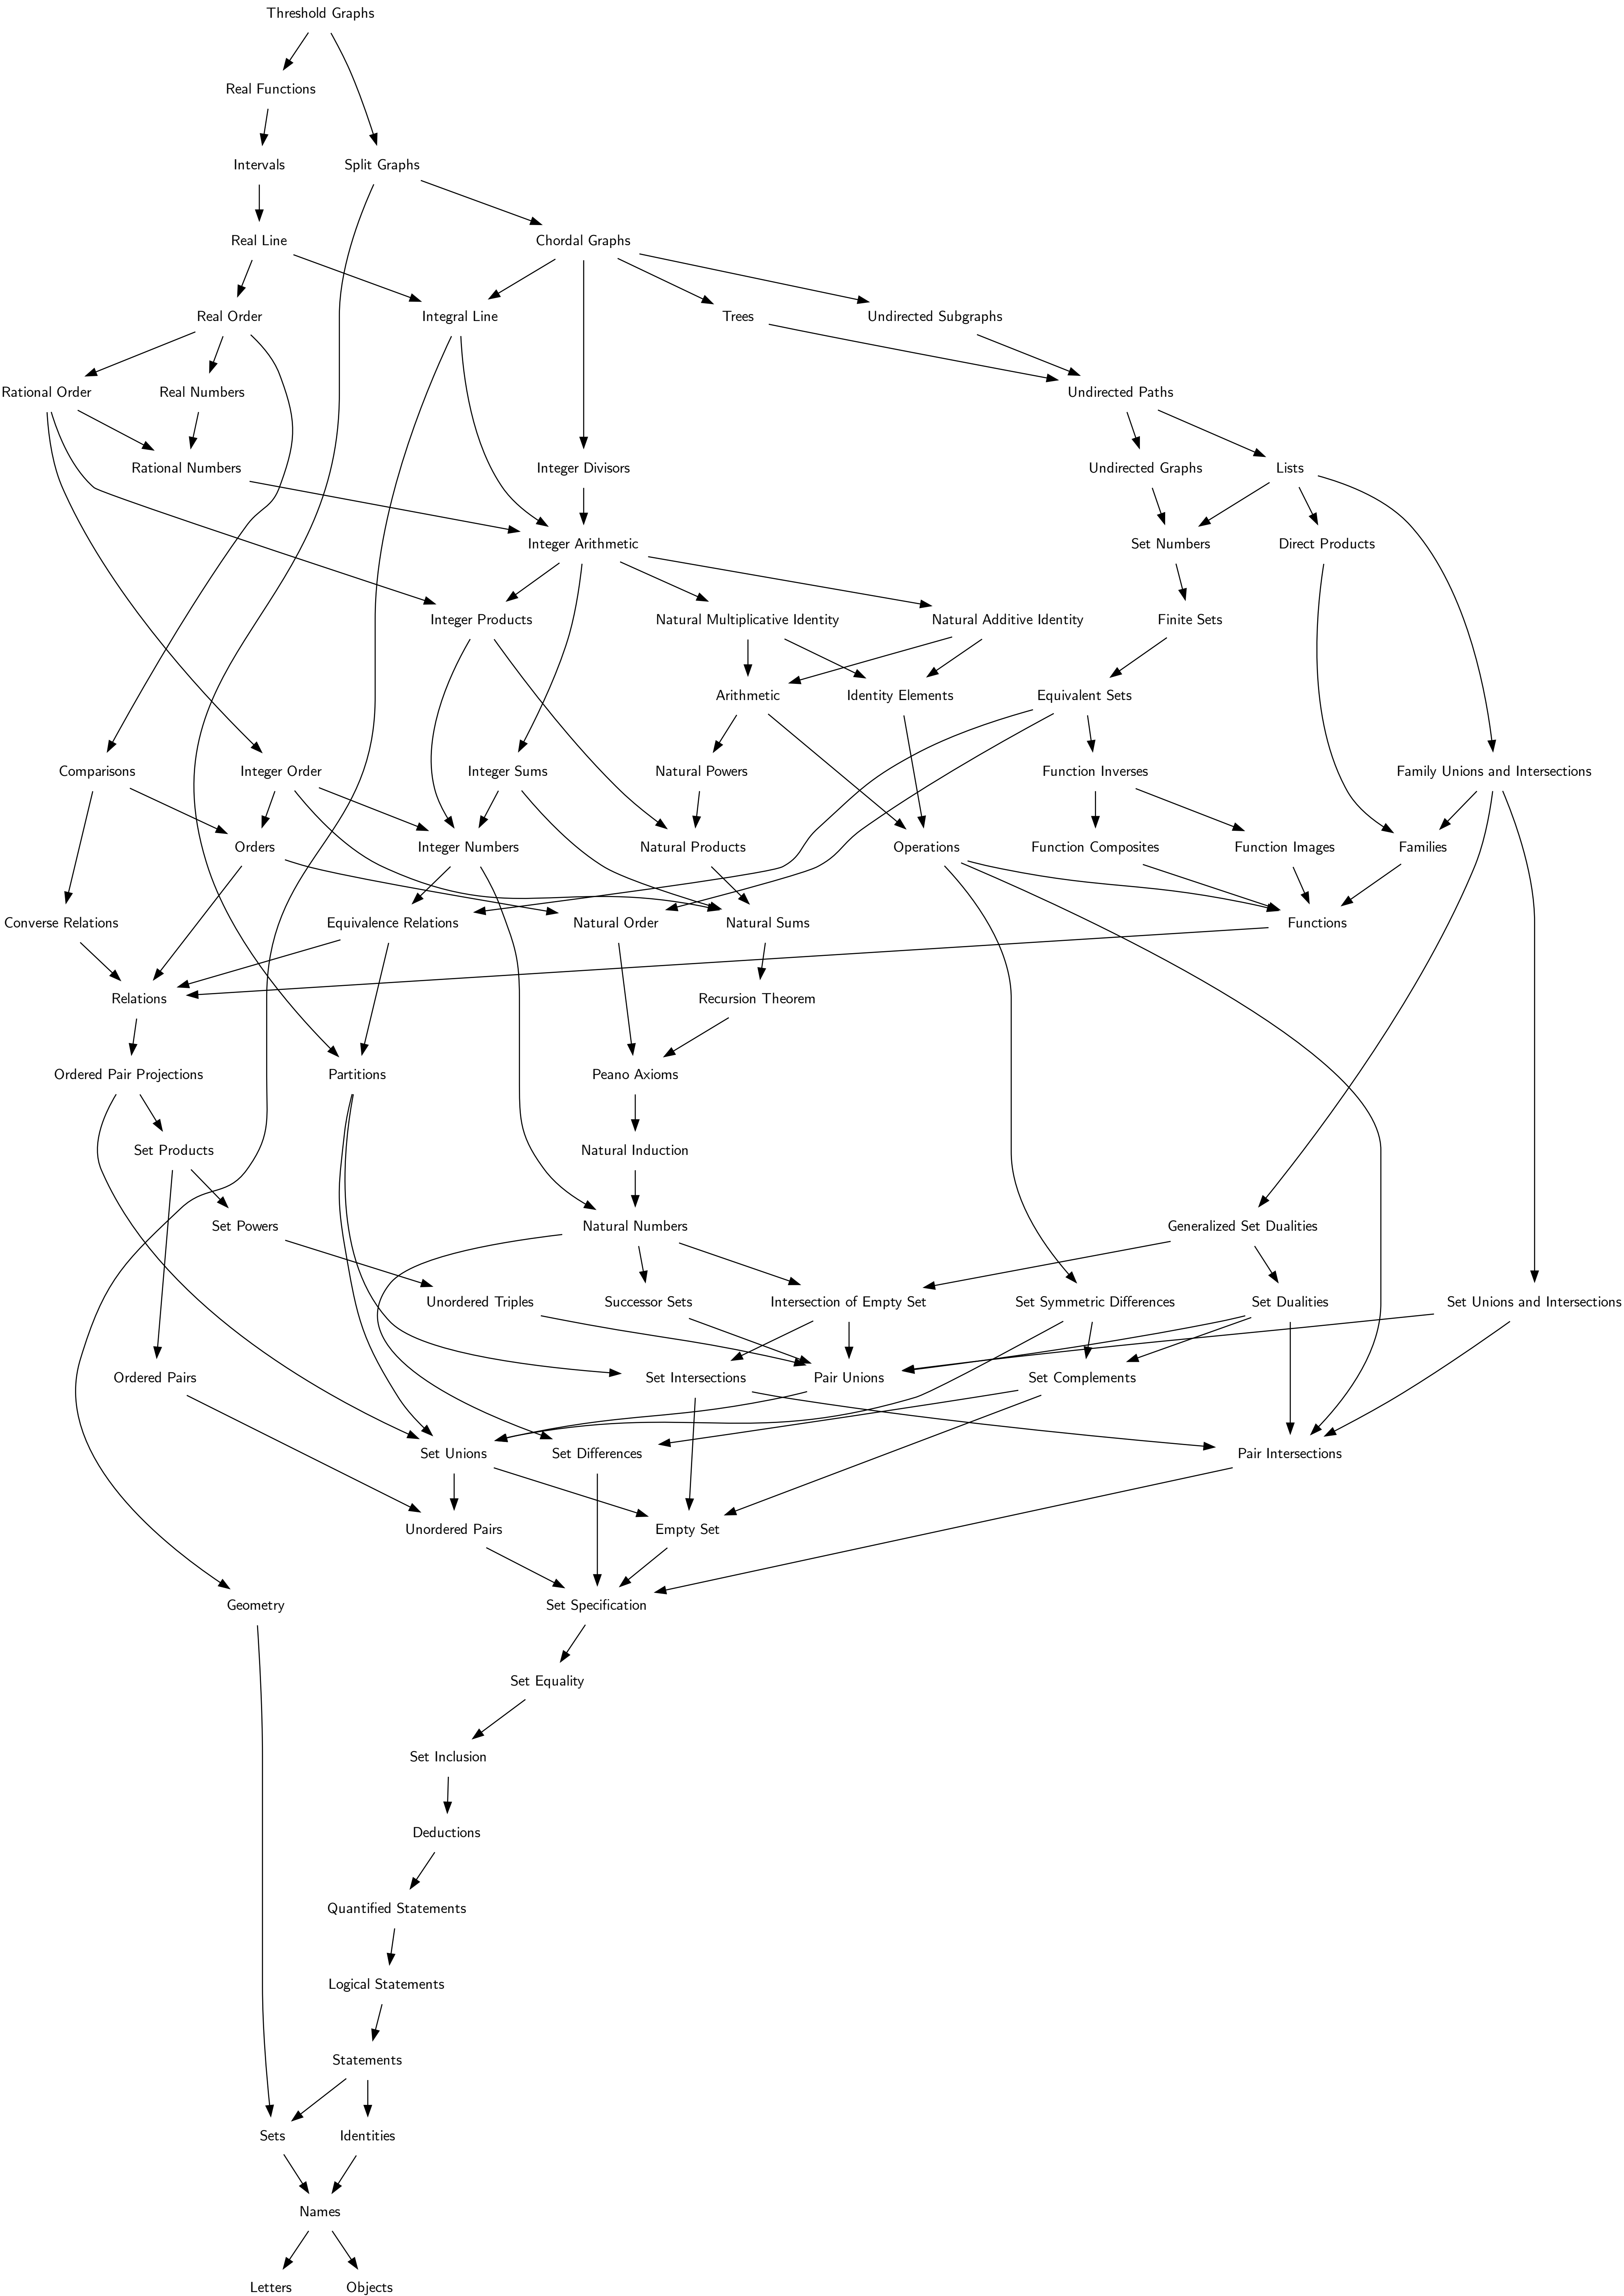 Threshold Graphs
Real Functions
Intervals
Split Graphs
Real Line
Chordal Graphs
Real Order
Integral Line
Trees
Undirected Subgraphs
Rational Order
Real Numbers
Undirected Paths
Rational Numbers
Integer Divisors
Undirected Graphs
Lists
Integer Arithmetic
Set Numbers
Direct Products
Integer Products
Natural Multiplicative Identity
Natural Additive Identity
Finite Sets
Arithmetic
Identity Elements
Equivalent Sets
Comparisons
Integer Order
Integer Sums
Natural Powers
Function Inverses
Family Unions and Intersections
Orders
Integer Numbers
Natural Products
Operations
Function Composites
Function Images
Families
Converse Relations
Equivalence Relations
Natural Order
Natural Sums
Functions
Relations
Recursion Theorem
Ordered Pair Projections
Partitions
Peano Axioms
Set Products
Natural Induction
Set Powers
Natural Numbers
Generalized Set Dualities
Unordered Triples
Successor Sets
Intersection of Empty Set
Set Symmetric Differences
Set Dualities
Set Unions and Intersections
Ordered Pairs
Set Intersections
Pair Unions
Set Complements
Set Unions
Set Differences
Pair Intersections
Unordered Pairs
Empty Set
Geometry
Set Specification
Set Equality
Set Inclusion
Deductions
Quantified Statements
Logical Statements
Statements
Sets
Identities
Names
Letters
Objects